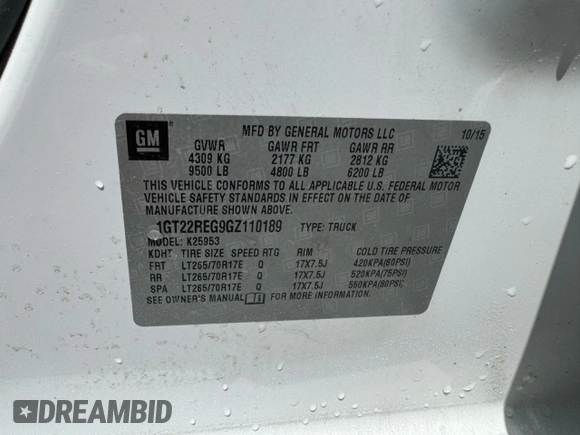 GM
MFD BY GENERAL MOTORS LLC 10/15
GVWR GAWR FRT GAWR RR
4309 KG 2177 KG 2812 KG
9500 LB 4800 LB 6200 LB
THIS VEHICLE CONFORMS TO ALL APPLICABLE U.S. FEDERAL MOTOR
VEHICLE SAFETY STANDARDS IN EFFECT ON THE DATE OF
MANUFACTURE SHOWN ABOVE.
1GT22REG9GZ110189 TYPE: TRUCK
MODEL: K25953
KDHT TIRE SIZE SPEED RTG RIM COLD TIRE PRESSURE
FRT LT265/70R17E Q 17X7.5J 420KPA(60PSI)
RR LT265/70R17E Q 17X7.5J 520KPA(75PSI)
SPA LT265/70R17E Q 17X7.5J 550KPA(80PSI)
SEE OWNER'S MANUAL
DREAMBID